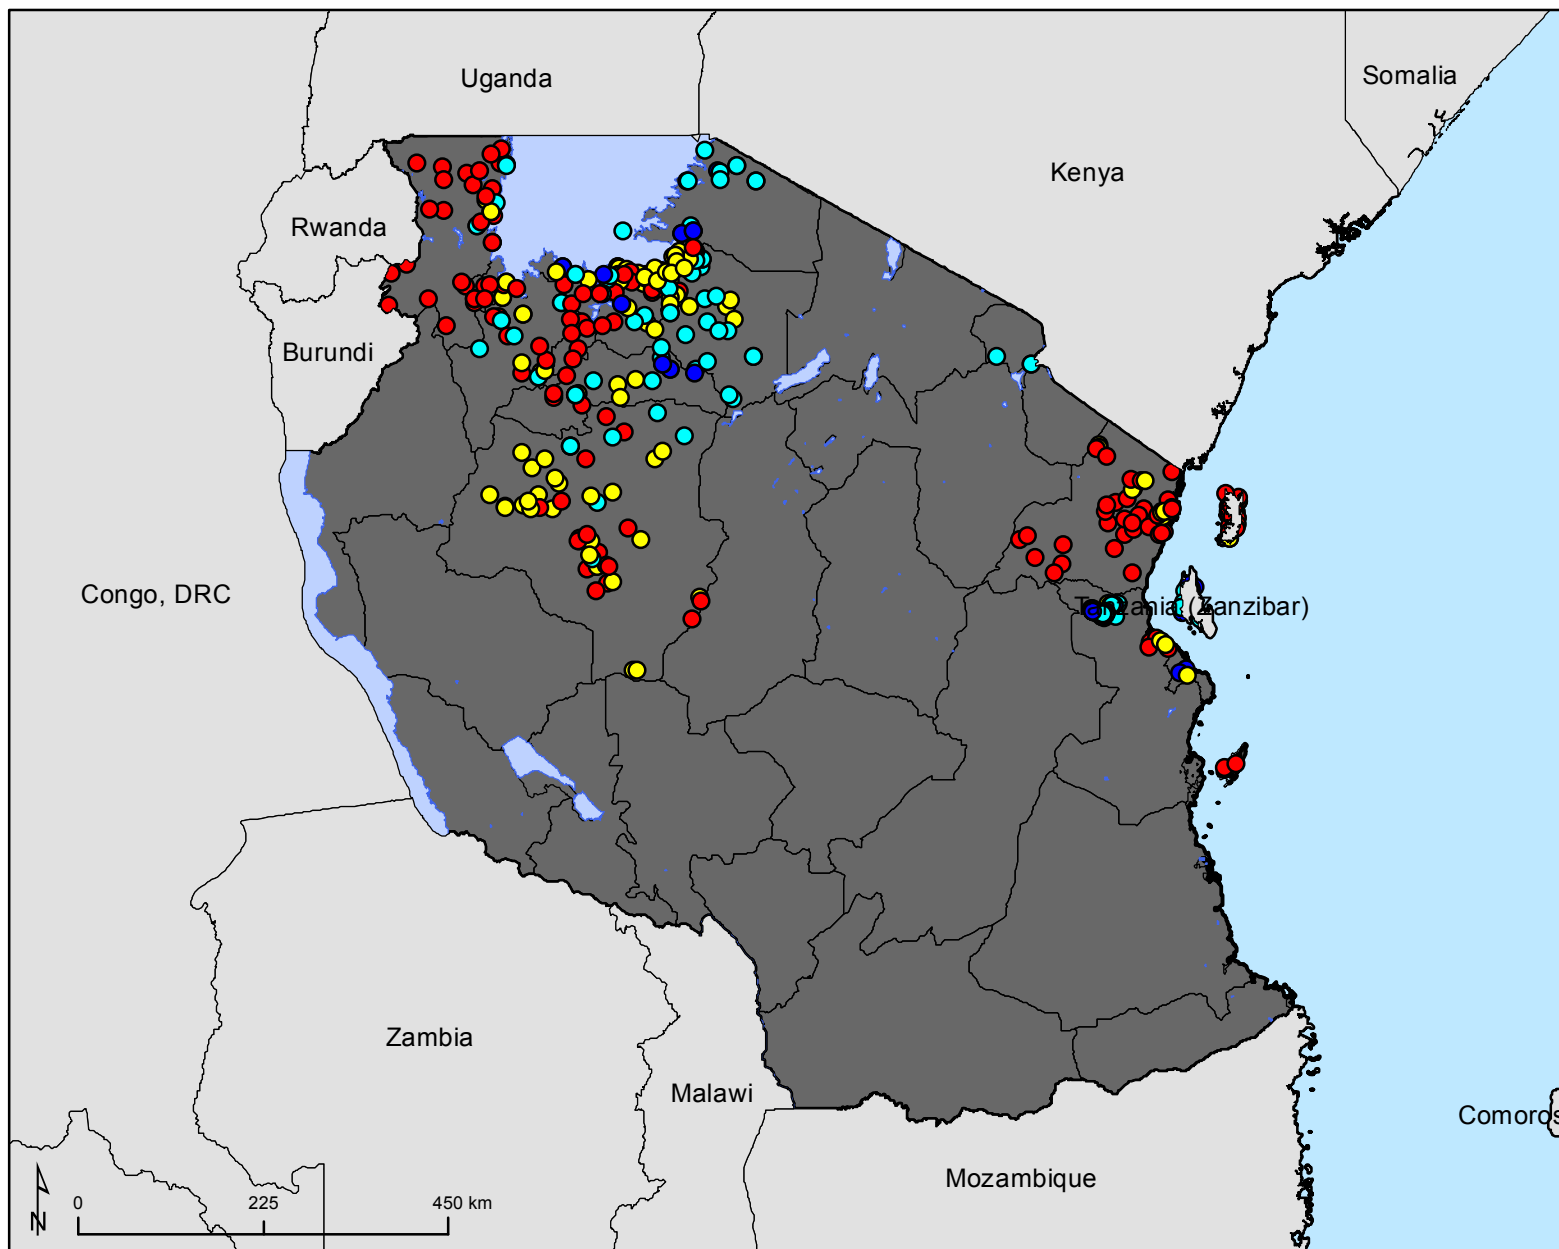 Uganda
Somalia
Kenya
Rwanda
Burundi
Congo, DRC
Tanzania (Zanzibar)
Zambia
Malawi
Comoros
Mozambique
0 225 450 km
N